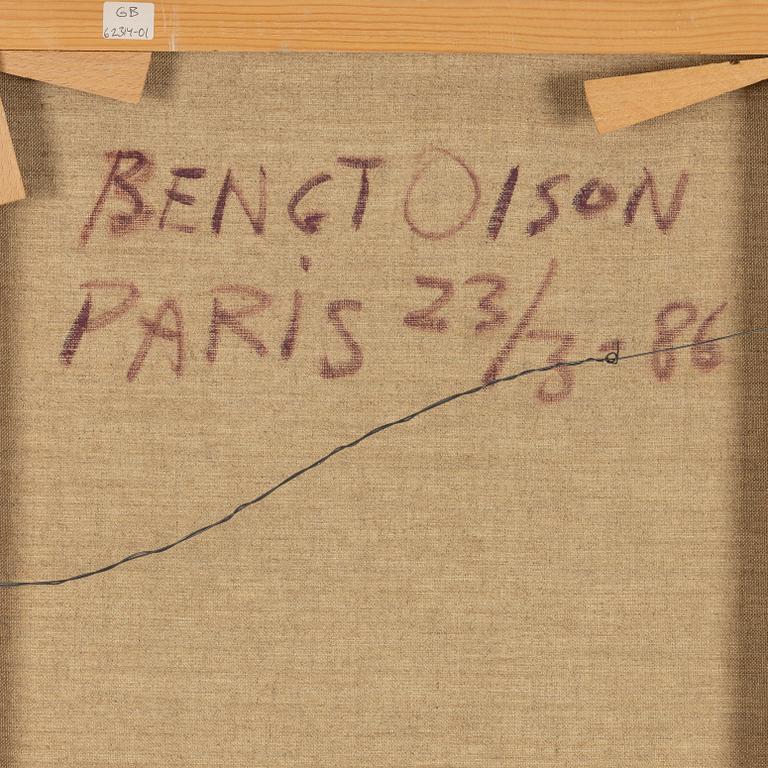 GB
62314-01
BENGT OlSON
PARiS 23/3-86